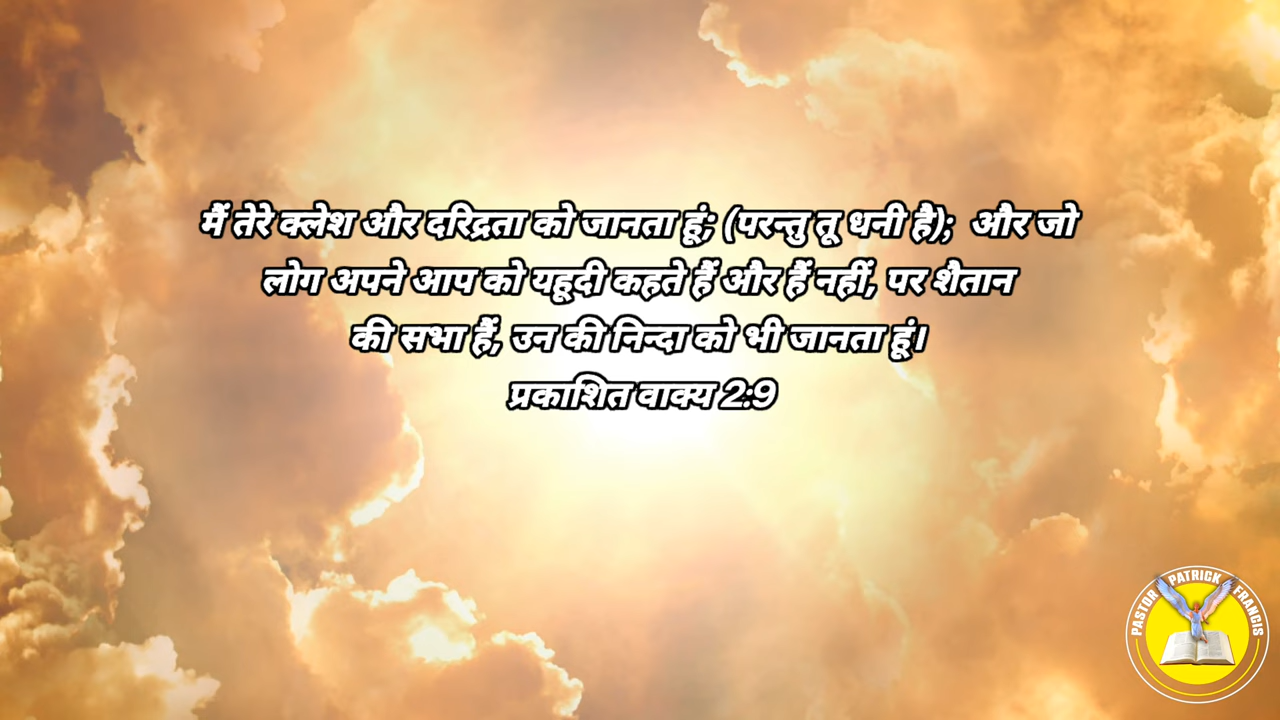 मैं तेरे क्लेश और दरिद्रता को जानता हूं; (परन्तु तू धनी है);  और जो
लोग अपने आप को यहूदी कहते हैं और हैं नहीं, पर शैतान
की सभा हैं, उन की निन्दा को भी जानता हूं।
प्रकाशित वाक्य 2:9
PASTOR PATRICK FRANCIS